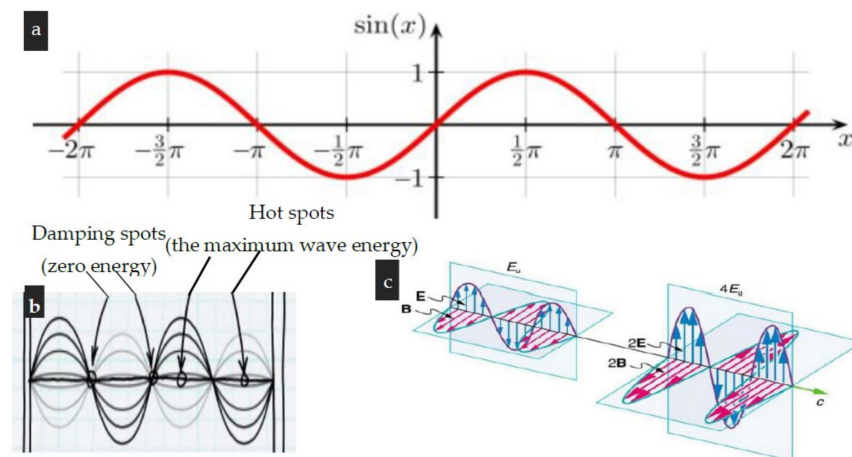 a
sin(x)
1
−2π
−3/2π
−π
−1/2π
1/2π
π
3/2π
2π
x
−1
Hot spots
Damping spots
(the maximum wave energy)
(zero energy)
b
c
Eᵤ
E
B
4Eᵤ
2E
2B
c